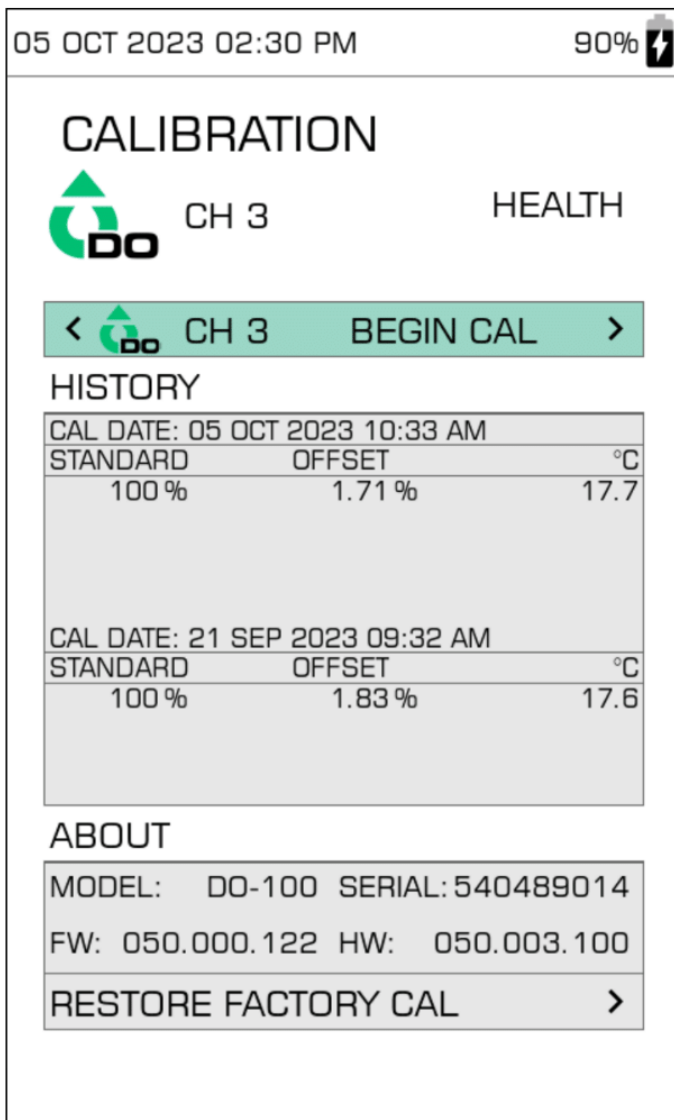 05 OCT 2023 02:30 PM 90%
CALIBRATION
DO CH 3 HEALTH
< DO CH 3 BEGIN CAL >
HISTORY
CAL DATE: 05 OCT 2023 10:33 AM
STANDARD OFFSET °C
100 % 1.71 % 17.7
CAL DATE: 21 SEP 2023 09:32 AM
STANDARD OFFSET °C
100 % 1.83 % 17.6
ABOUT
MODEL: DO-100 SERIAL: 540489014
FW: 050.000.122 HW: 050.003.100
RESTORE FACTORY CAL >